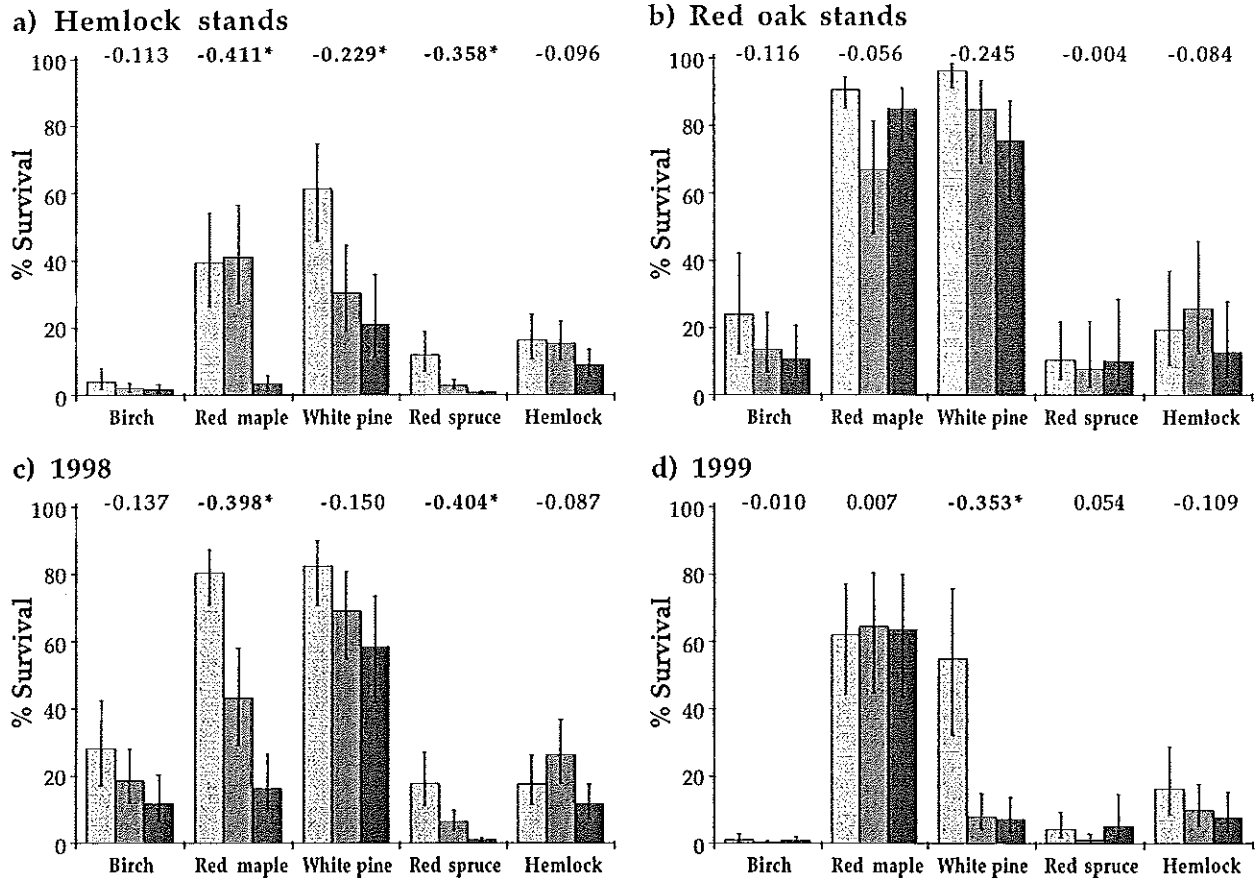 a) Hemlock stands
-0.113 -0.411* -0.229* -0.358* -0.096
100
80
60
40
20
0
% Survival
Birch Red maple White pine Red spruce Hemlock
b) Red oak stands
-0.116 -0.056 -0.245 -0.004 -0.084
100
80
60
40
20
0
% Survival
Birch Red maple White pine Red spruce Hemlock
c) 1998
-0.137 -0.398* -0.150 -0.404* -0.087
100
80
60
40
20
0
% Survival
Birch Red maple White pine Red spruce Hemlock
d) 1999
-0.010 0.007 -0.353* 0.054 -0.109
100
80
60
40
20
0
% Survival
Birch Red maple White pine Red spruce Hemlock